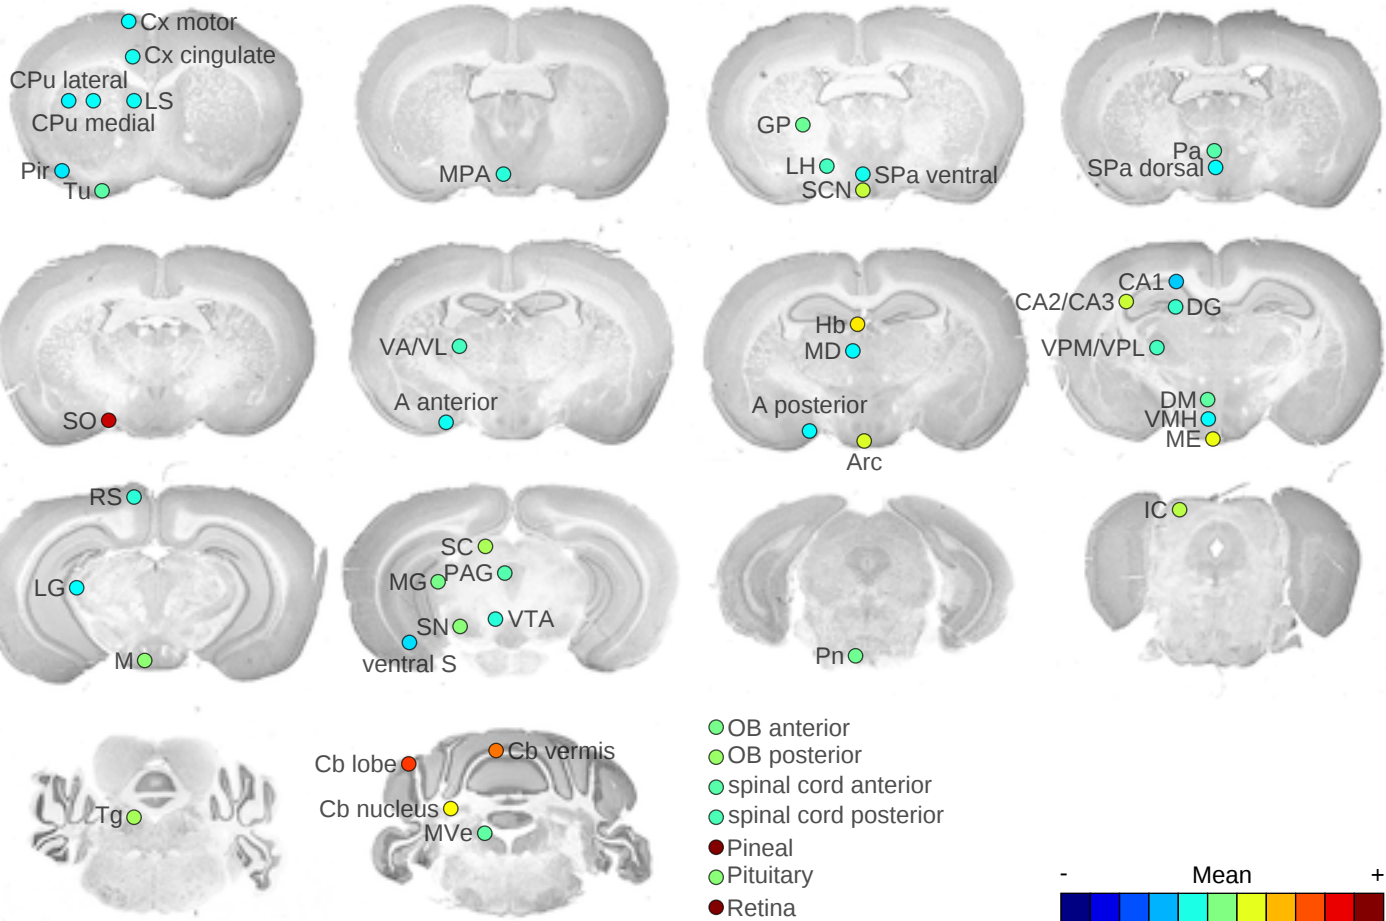 Cx motor
Cx cingulate
CPu lateral
LS
CPu medial
Pir
Tu
MPA
GP
LH
SPa ventral
SCN
Pa
SPa dorsal
SO
VA/VL
A anterior
Hb
MD
A posterior
Arc
CA1
CA2/CA3
DG
VPM/VPL
DM
VMH
ME
RS
LG
M
SC
PAG
MG
SN
VTA
ventral S
Pn
IC
Tg
Cb lobe
Cb vermis
Cb nucleus
MVe
OB anterior
OB posterior
spinal cord anterior
spinal cord posterior
Pineal
Pituitary
Retina
- Mean +